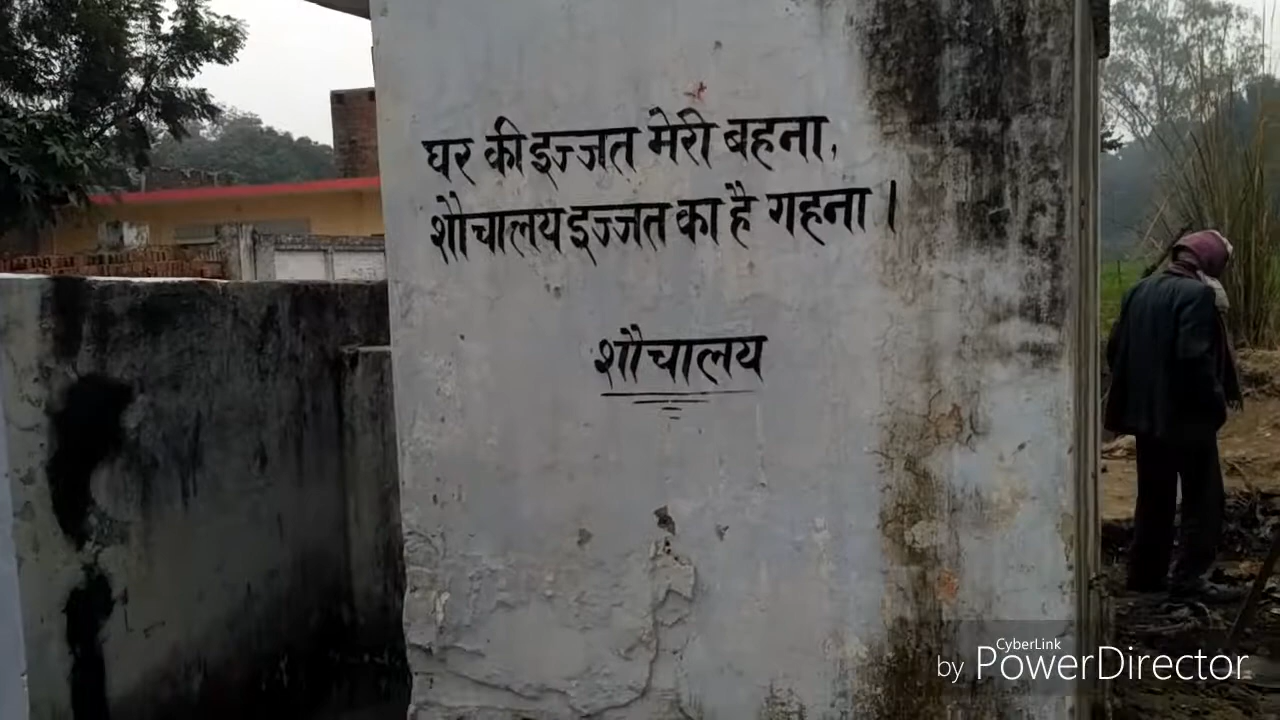 घर की इज्जत मेरी बहना,
शौचालय इज्जत का है गहना।
शौचालय
CyberLink
by PowerDirector